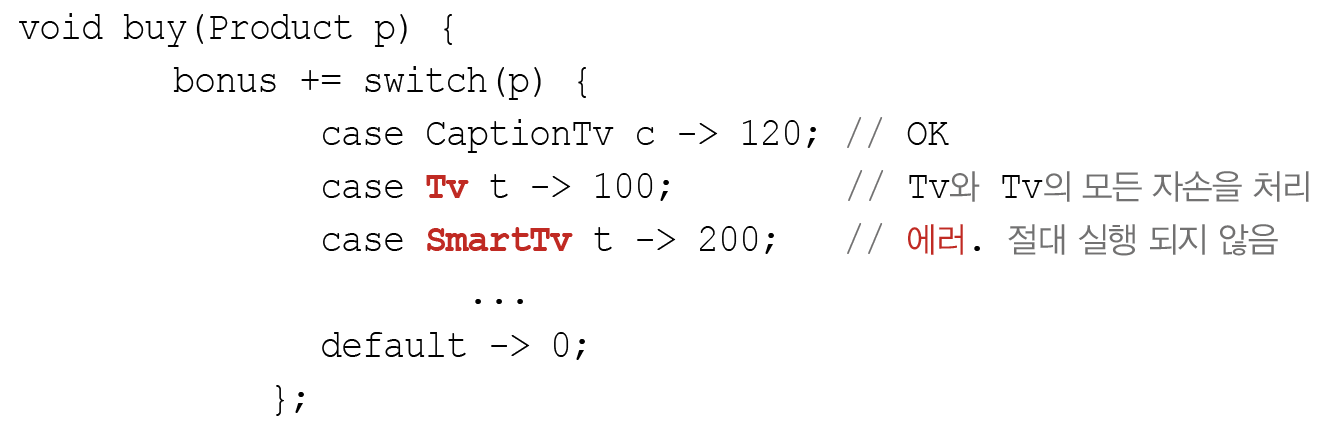 void buy(Product p) {
bonus += switch(p) {
case CaptionTv c -> 120; // OK
case Tv t -> 100; // Tv와 Tv의 모든 자손을 처리
case SmartTv t -> 200; // 에러. 절대 실행 되지 않음
...
default -> 0;
};